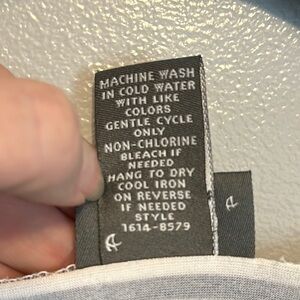 MACHINE WASH
IN COLD WATER
WITH LIKE
COLORS
GENTLE CYCLE
ONLY
NON-CHLORINE
BLEACH IF
NEEDED
HANG TO DRY
COOL IRON
ON REVERSE
IF NEEDED
STYLE
1614-8579